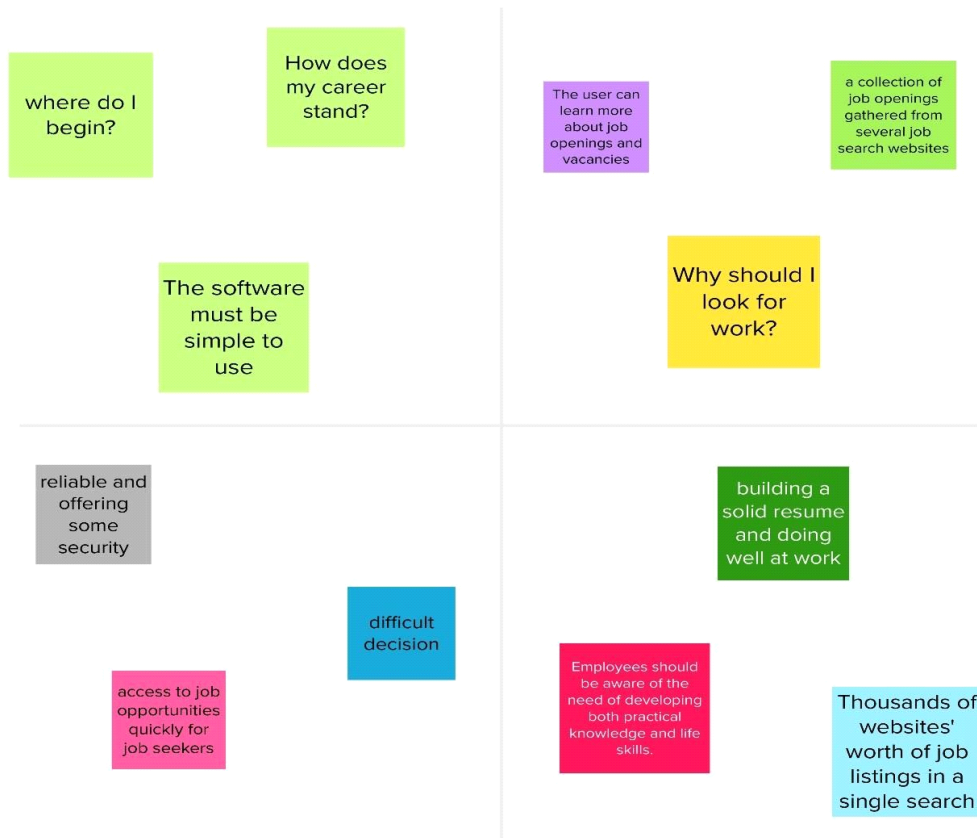 where do I
begin?
How does
my career
stand?
The software
must be
simple to
use
The user can
learn more
about job
openings and
vacancies
a collection of
job openings
gathered from
several job
search websites
Why should I
look for
work?
reliable and
offering
some
security
difficult
decision
access to job
opportunities
quickly for
job seekers
building a
solid resume
and doing
well at work
Employees should
be aware of the
need of developing
both practical
knowledge and life
skills.
Thousands of
websites'
worth of job
listings in a
single search